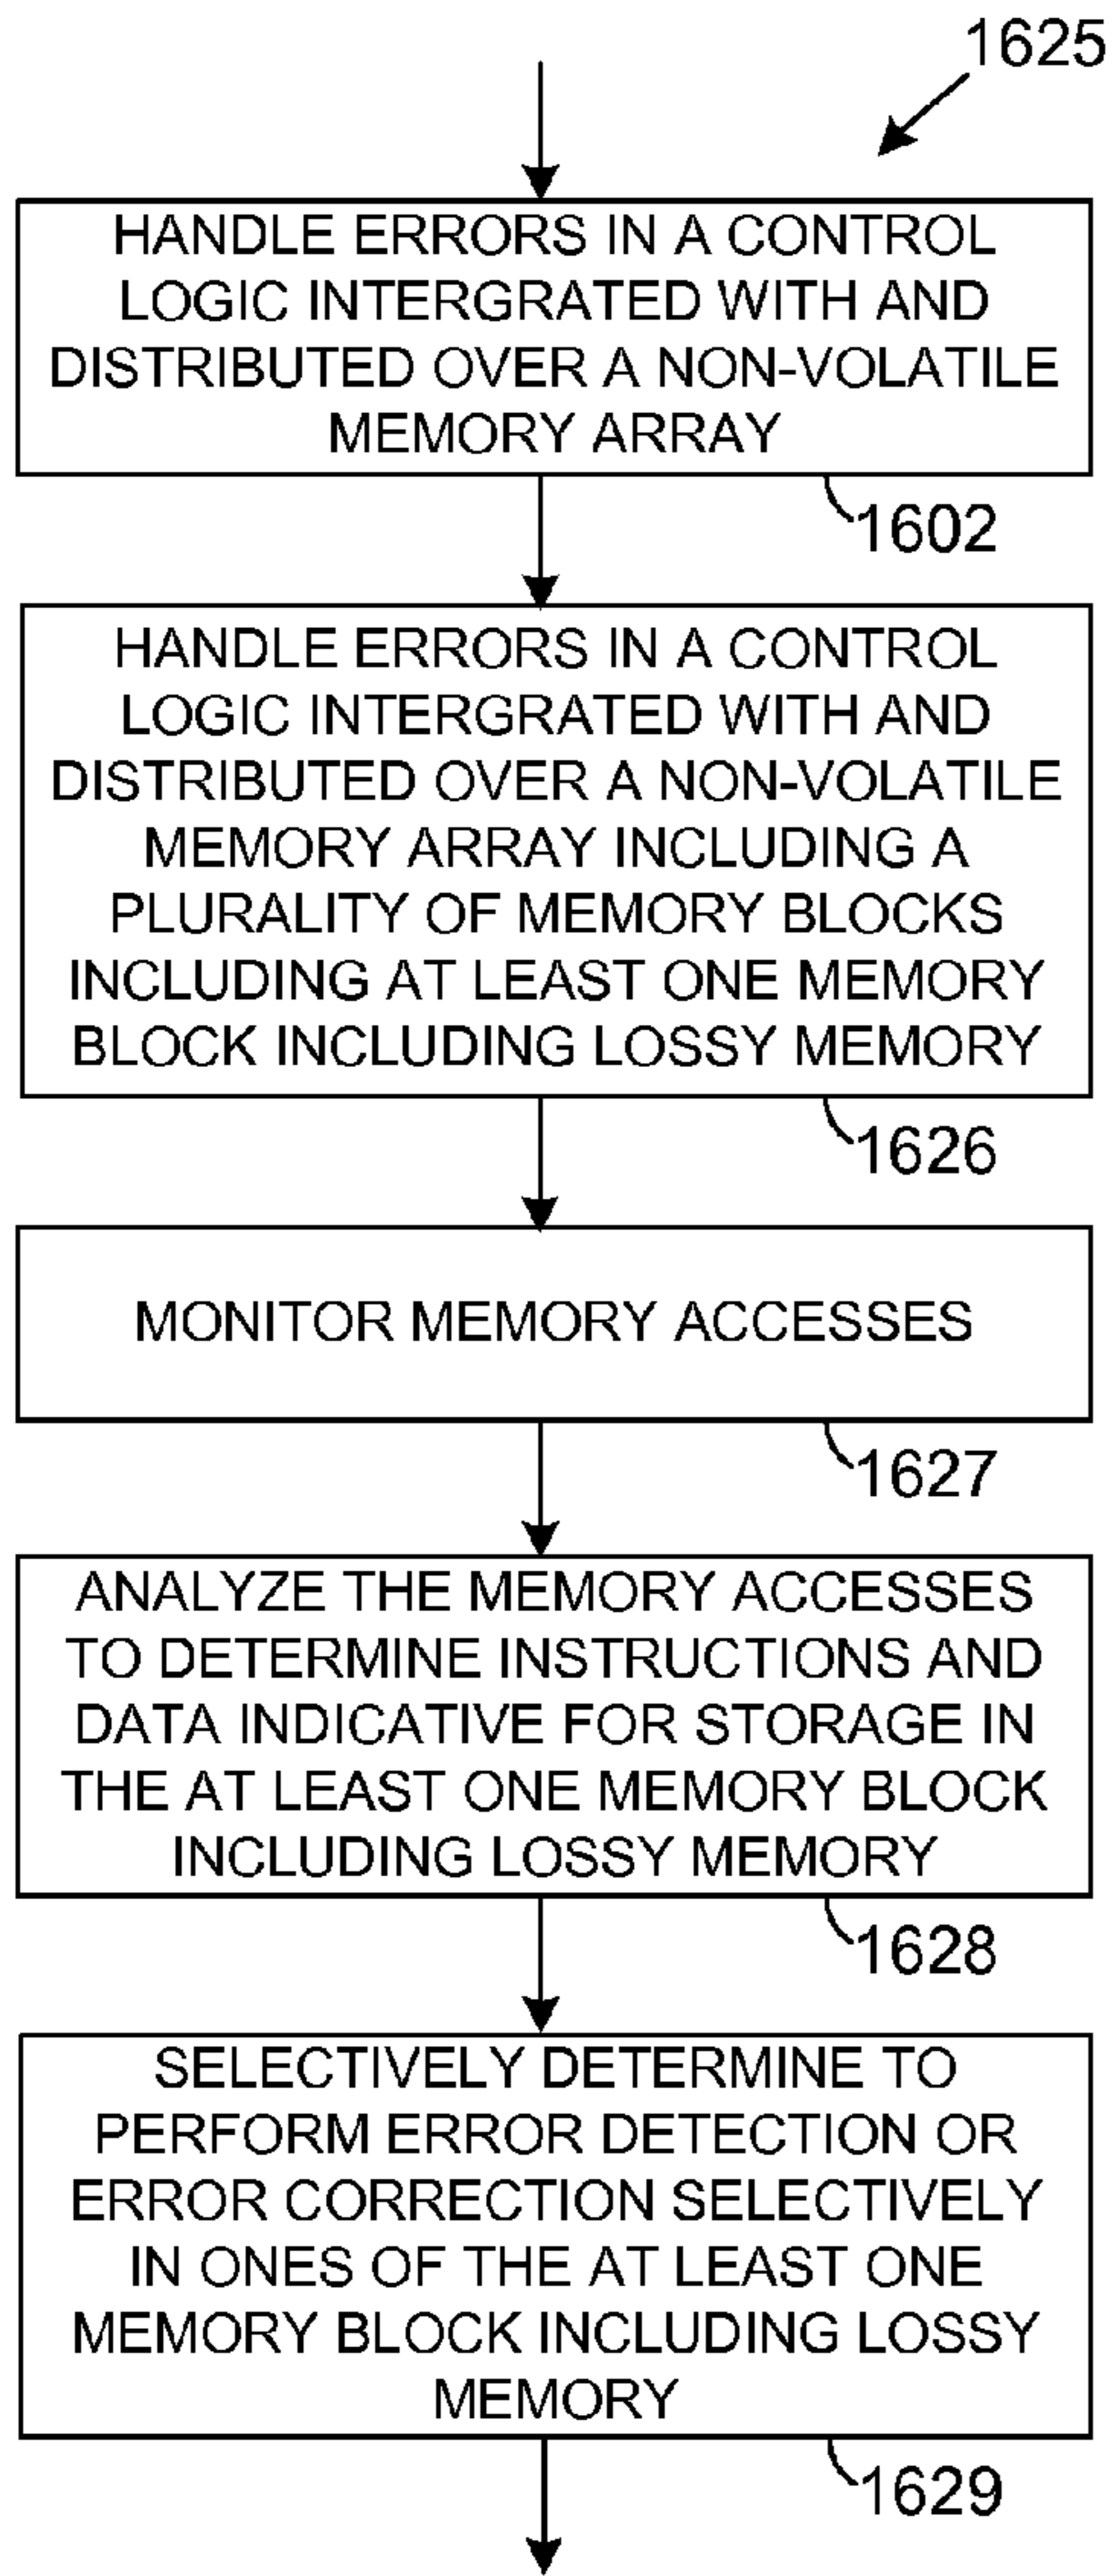 1625
HANDLE ERRORS IN A CONTROL
LOGIC INTERGRATED WITH AND
DISTRIBUTED OVER A NON-VOLATILE
MEMORY ARRAY
1602
HANDLE ERRORS IN A CONTROL
LOGIC INTERGRATED WITH AND
DISTRIBUTED OVER A NON-VOLATILE
MEMORY ARRAY INCLUDING A
PLURALITY OF MEMORY BLOCKS
INCLUDING AT LEAST ONE MEMORY
BLOCK INCLUDING LOSSY MEMORY
1626
MONITOR MEMORY ACCESSES
1627
ANALYZE THE MEMORY ACCESSES
TO DETERMINE INSTRUCTIONS AND
DATA INDICATIVE FOR STORAGE IN
THE AT LEAST ONE MEMORY BLOCK
INCLUDING LOSSY MEMORY
1628
SELECTIVELY DETERMINE TO
PERFORM ERROR DETECTION OR
ERROR CORRECTION SELECTIVELY
IN ONES OF THE AT LEAST ONE
MEMORY BLOCK INCLUDING LOSSY
MEMORY
1629